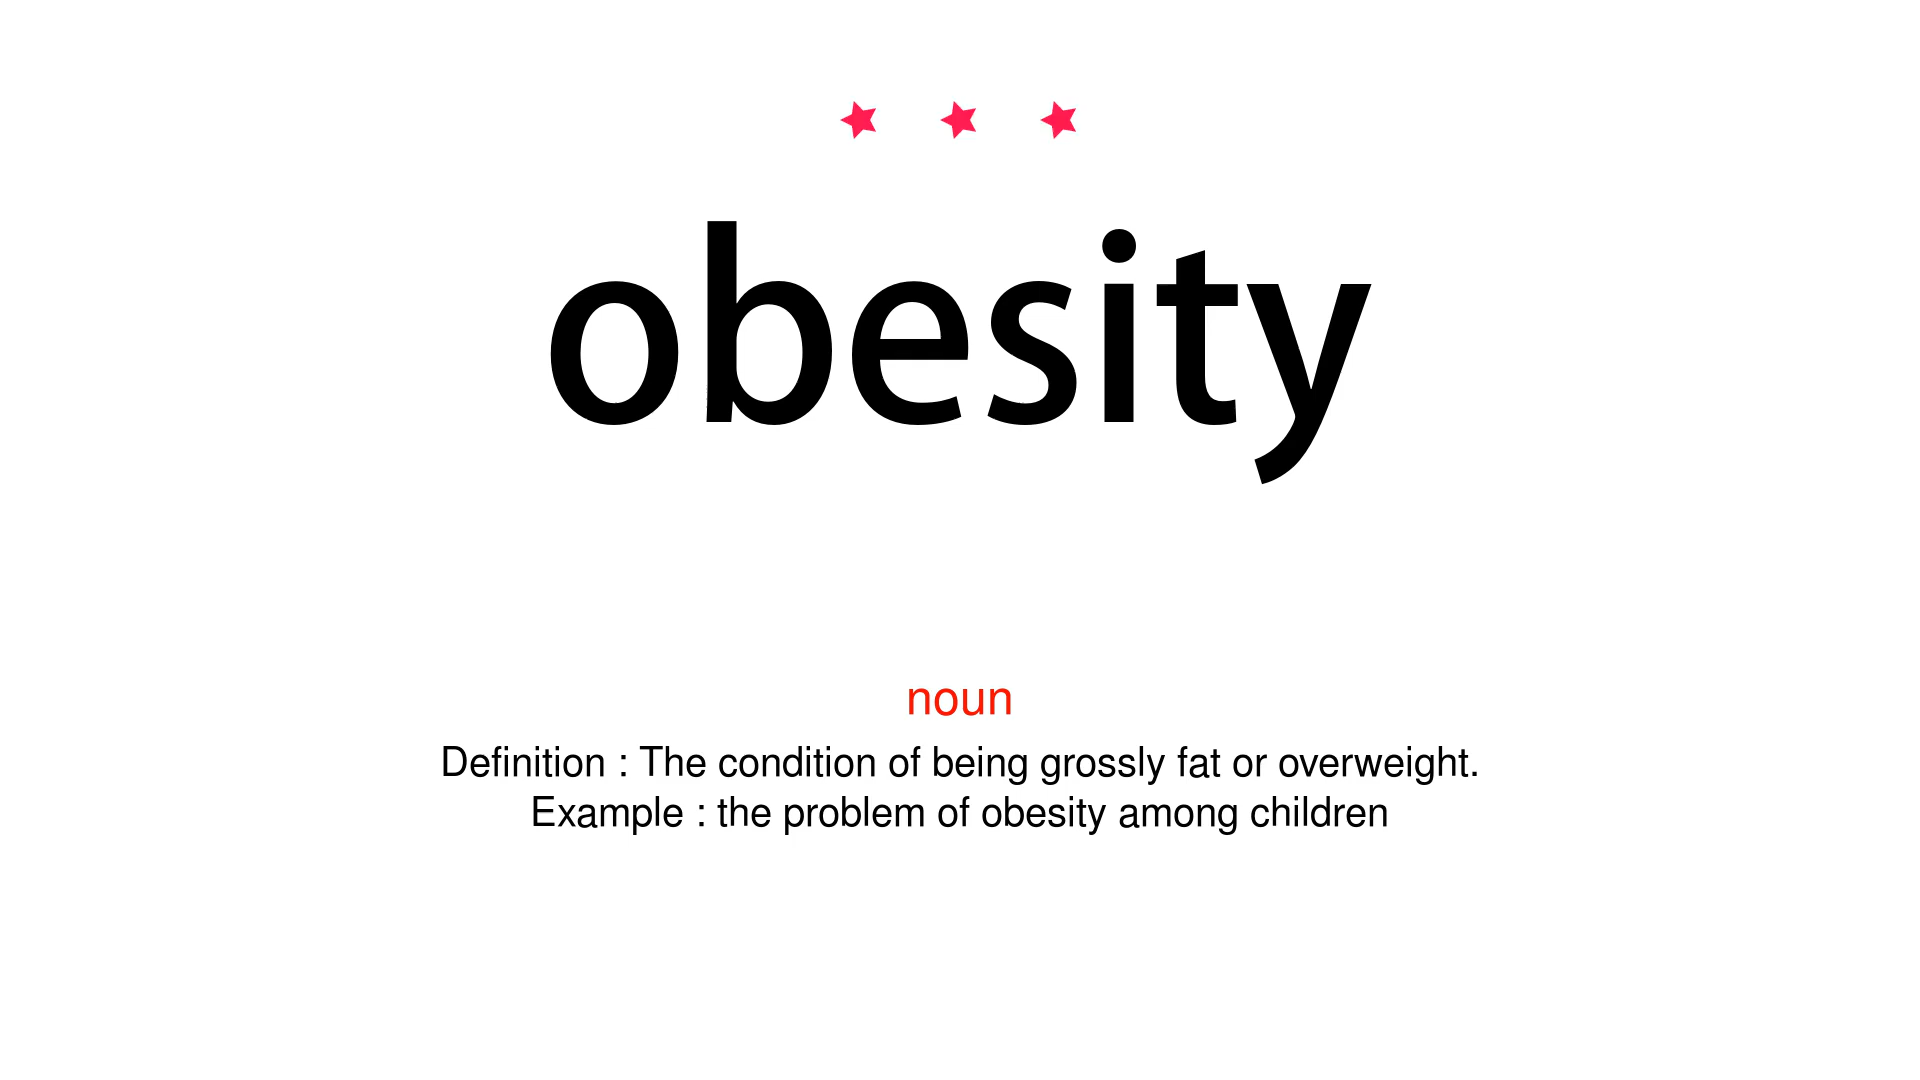 obesity
noun
Definition : The condition of being grossly fat or overweight.
Example : the problem of obesity among children